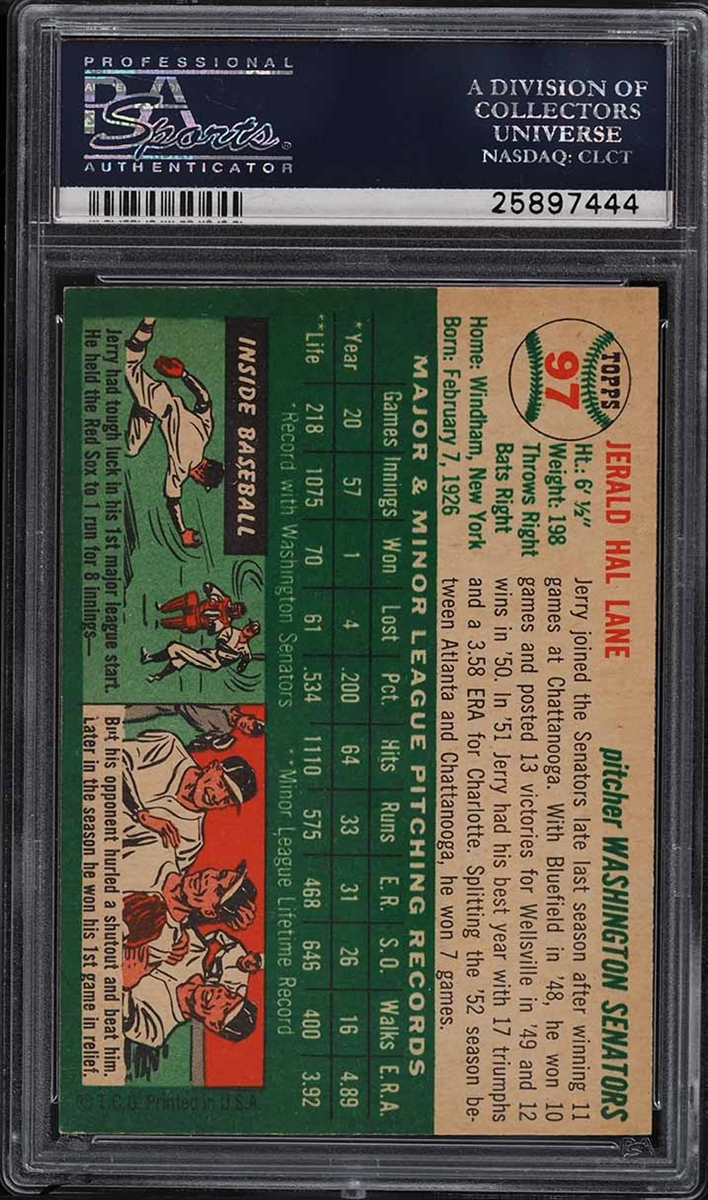 PROFESSIONAL
PSA
Sports
AUTHENTICATOR
A DIVISION OF
COLLECTORS
UNIVERSE
NASDAQ: CLCT
25897444
TOPPS
97
JERALD HAL LANE
pitcher WASHINGTON SENATORS
Ht.: 6' ½"
Weight: 198
Throws Right
Bats Right
Home: Windham, New York
Born: February 7, 1926
Jerry joined the Senators late last season after winning 11
games at Chattanooga. With Bluefield in '48, he won 10
games and posted 13 victories for Wellsville in '49 and 12
wins in '50. In '51 Jerry had his best year with 17 triumphs
and a 3.58 ERA for Charlotte. Splitting the '52 season be-
tween Atlanta and Chattanooga, he won 7 games.
MAJOR & MINOR LEAGUE PITCHING RECORDS
Games Innings Won Lost Pct. Hits Runs E. R. S. O. Walks E.R.A.
*Year 20 57 1 4 .200 64 33 31 26 16 4.89
**Life 218 1075 70 61 .534 1110 575 468 646 400 3.92
*Record with Washington Senators **Minor League Lifetime Record
INSIDE BASEBALL
Jerry had tough luck in his 1st major league start.
He held the Red Sox to 1 run for 8 innings—
But his opponent hurled a shutout and beat him.
Later in the season he won his 1st game in relief.
© T.C.G. Printed in U.S.A.